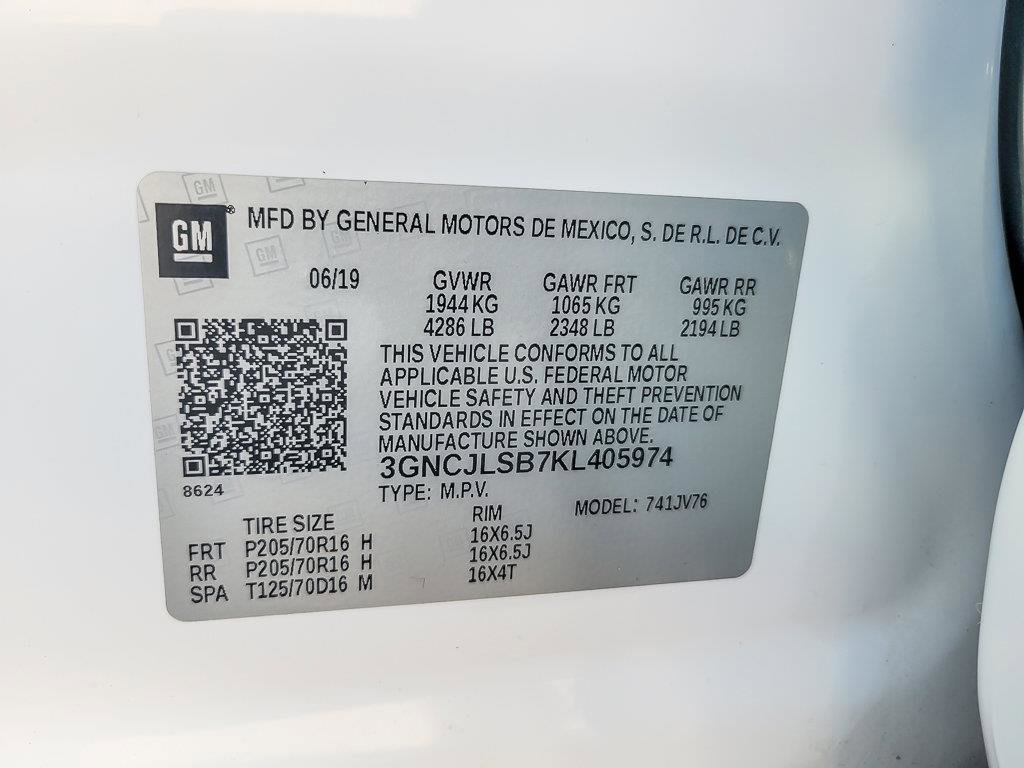 GM® MFD BY GENERAL MOTORS DE MEXICO, S. DE R.L. DE C.V.
06/19 GVWR GAWR FRT GAWR RR
1944 KG 1065 KG 995 KG
4286 LB 2348 LB 2194 LB
THIS VEHICLE CONFORMS TO ALL
APPLICABLE U.S. FEDERAL MOTOR
VEHICLE SAFETY AND THEFT PREVENTION
STANDARDS IN EFFECT ON THE DATE OF
MANUFACTURE SHOWN ABOVE.
3GNCJLSB7KL405974
8624
TYPE: M.P.V. MODEL: 741JV76
TIRE SIZE RIM
FRT P205/70R16 H 16X6.5J
RR P205/70R16 H 16X6.5J
SPA T125/70D16 M 16X4T